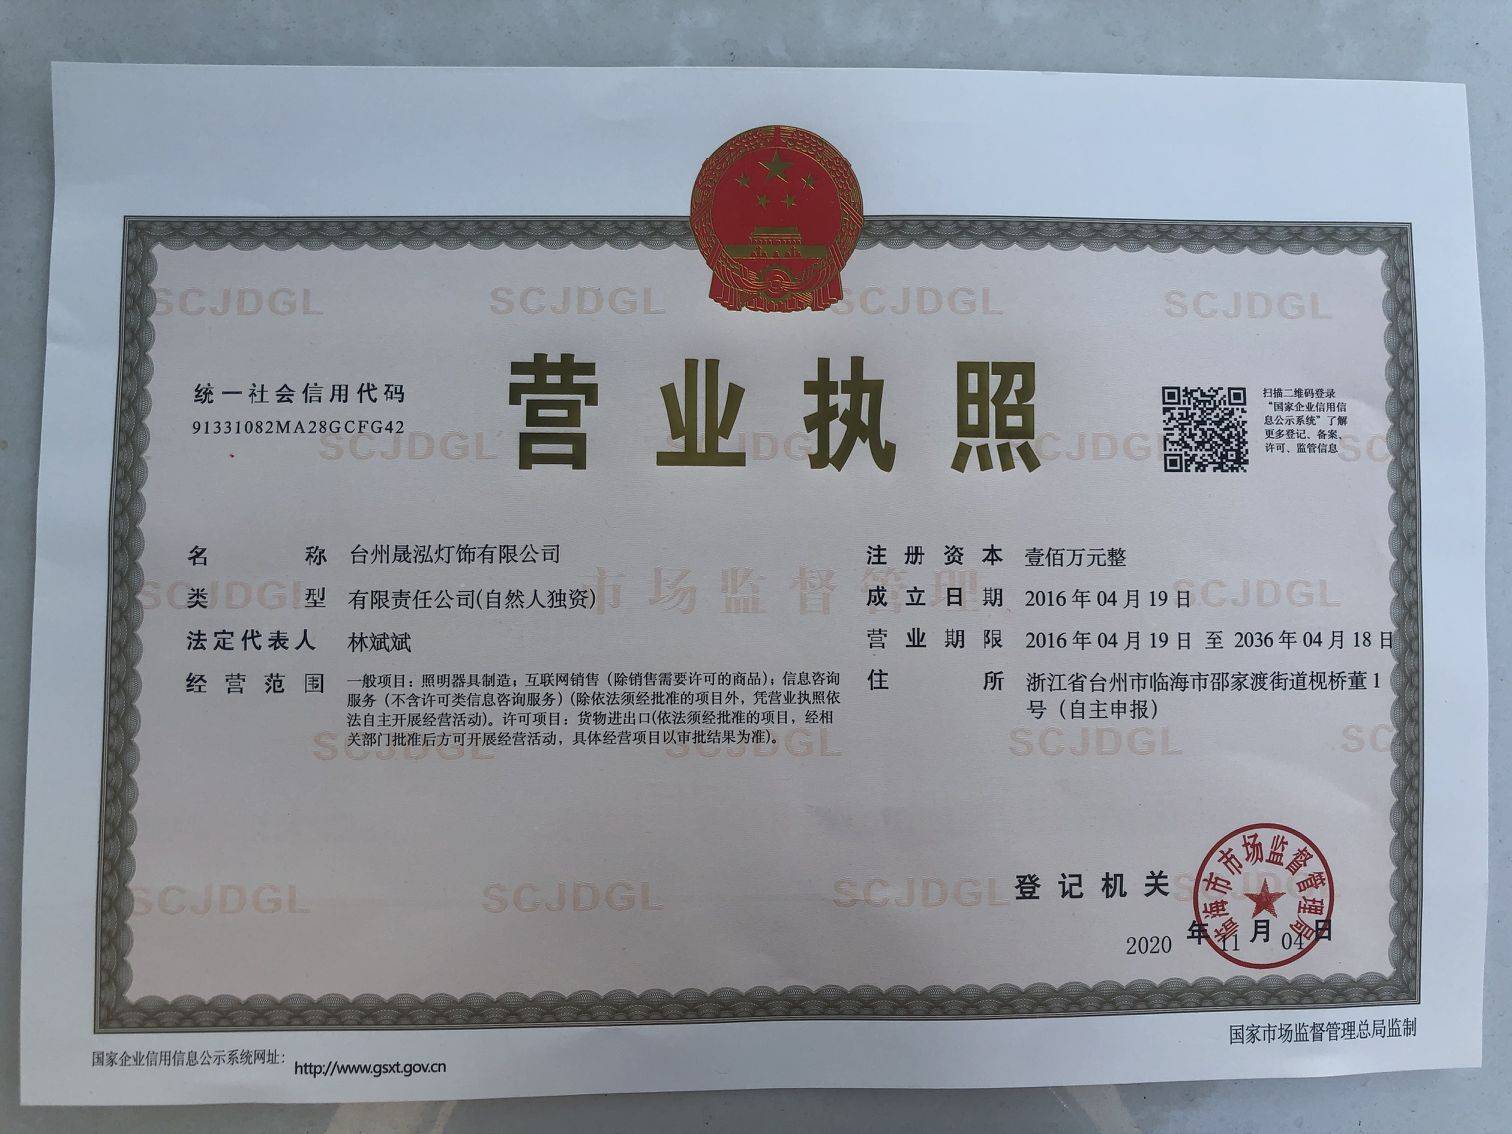 营业执照
统一社会信用代码
91331082MA28GCFG42
扫描二维码登录
“国家企业信用信
息公示系统”了解
更多登记、备案、
许可、监管信息
名称 台州晟泓灯饰有限公司
类型 有限责任公司(自然人独资)
法定代表人 林斌斌
经营范围 一般项目：照明器具制造；互联网销售（除销售需要许可的商品）；信息咨询
服务（不含许可类信息咨询服务）(除依法须经批准的项目外，凭营业执照依
法自主开展经营活动)。许可项目：货物进出口(依法须经批准的项目，经相
关部门批准后方可开展经营活动，具体经营项目以审批结果为准)。
注册资本 壹佰万元整
成立日期 2016年04月19日
营业期限 2016年04月19日 至 2036年04月18日
住所 浙江省台州市临海市邵家渡街道枧桥董1
号（自主申报）
登记机关
临海市市场监督管理局
2020 年 11 月 04 日
国家企业信用信息公示系统网址： http://www.gsxt.gov.cn
国家市场监督管理总局监制
SCJDGL
市场监督管理